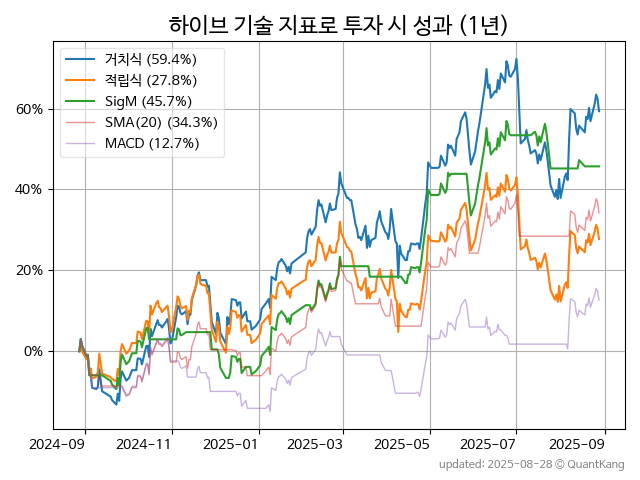 하이브 기술 지표로 투자 시 성과 (1년)
거치식 (59.4%)
적립식 (27.8%)
SigM (45.7%)
SMA(20) (34.3%)
MACD (12.7%)
60%
40%
20%
0%
2024-09 2024-11 2025-01 2025-03 2025-05 2025-07 2025-09
updated: 2025-08-28 © QuantKang